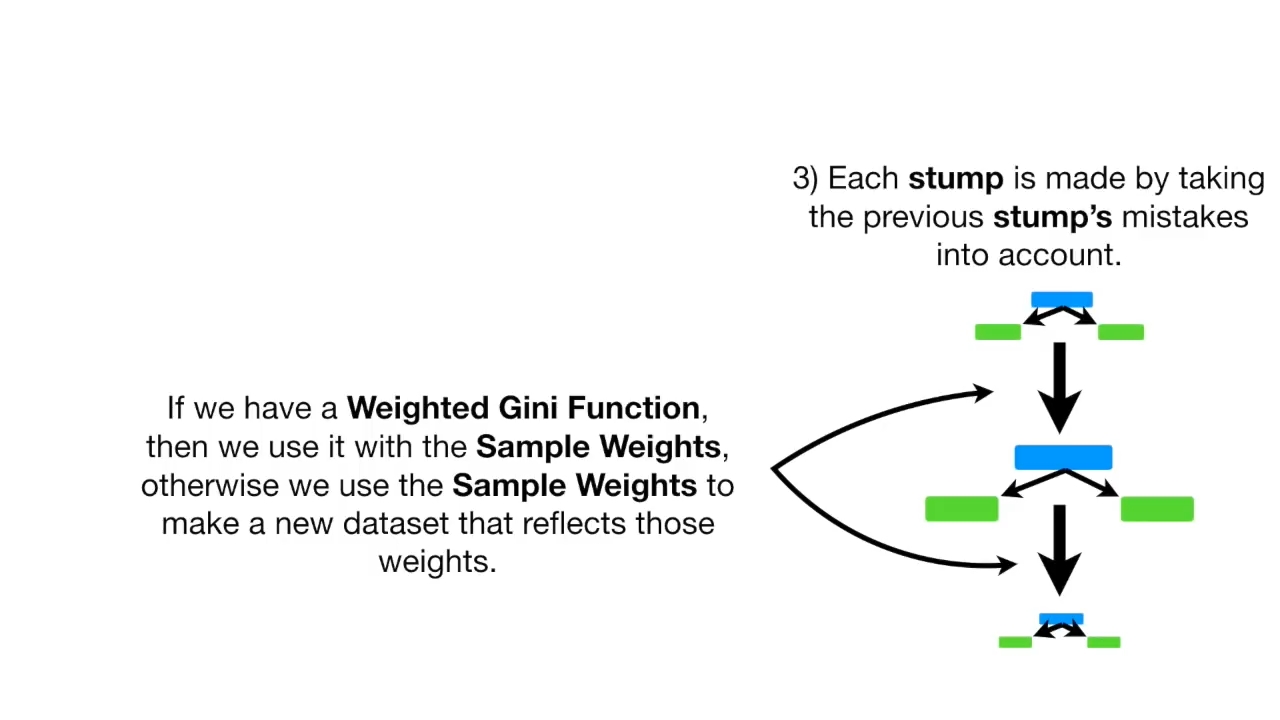 3) Each stump is made by taking
the previous stump’s mistakes
into account.
If we have a Weighted Gini Function,
then we use it with the Sample Weights,
otherwise we use the Sample Weights to
make a new dataset that reflects those
weights.